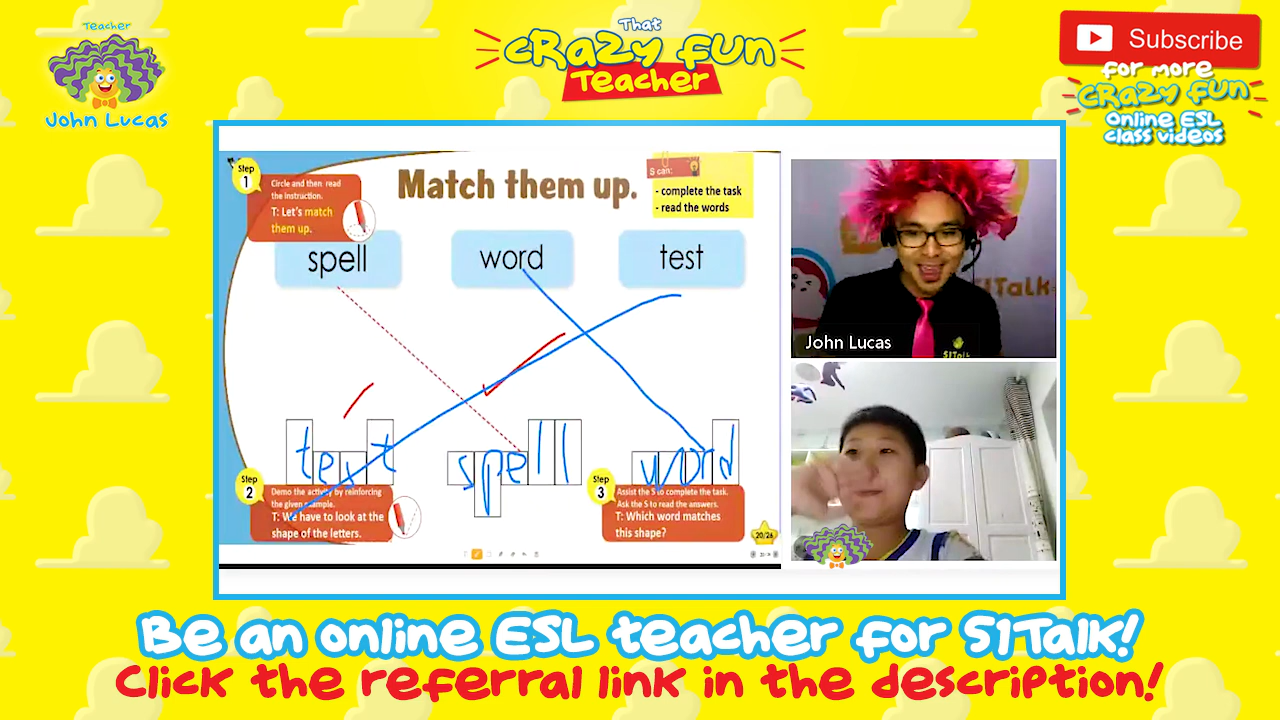 Teacher
John Lucas
That
CRazy Fun
Teacher
Subscribe
for more
CRazy Fun
Online ESL
class videos
Step
1
Circle and then read
the instruction.
T: Let's match
them up.
Match them up.
S can:
- complete the task
- read the words
spell
word
test
51Talk
John Lucas
51Talk
test
spell
word
Step
2
Demo the activity by reinforcing
the given example.
T: We have to look at the
shape of the letters.
Step
3
Assist the S to complete the task.
Ask the S to read the answers.
T: Which word matches
this shape?
20/26
Be an online ESL teacher for 51Talk!
Click the referral link in the description!